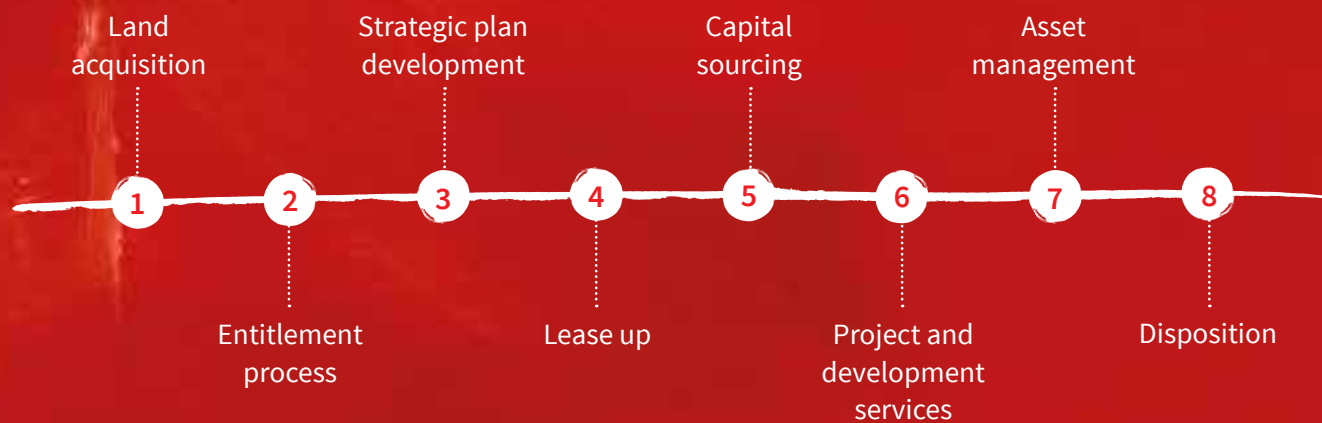 Land
acquisition
Strategic plan
development
Capital
sourcing
Asset
management
1
2
3
4
5
6
7
8
Entitlement
process
Lease up
Project and
development
services
Disposition